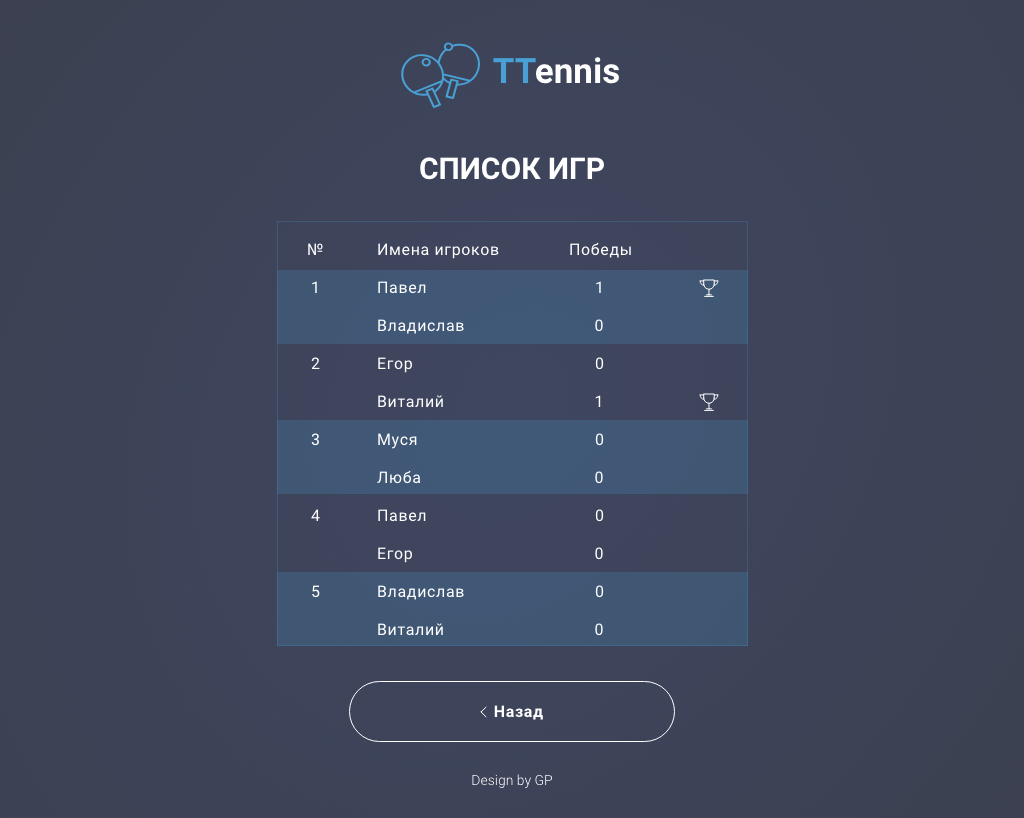 TTennis
СПИСОК ИГР
№ Имена игроков Победы
1 Павел 1
Владислав 0
2 Егор 0
Виталий 1
3 Муся 0
Люба 0
4 Павел 0
Егор 0
5 Владислав 0
Виталий 0
Назад
Design by GP